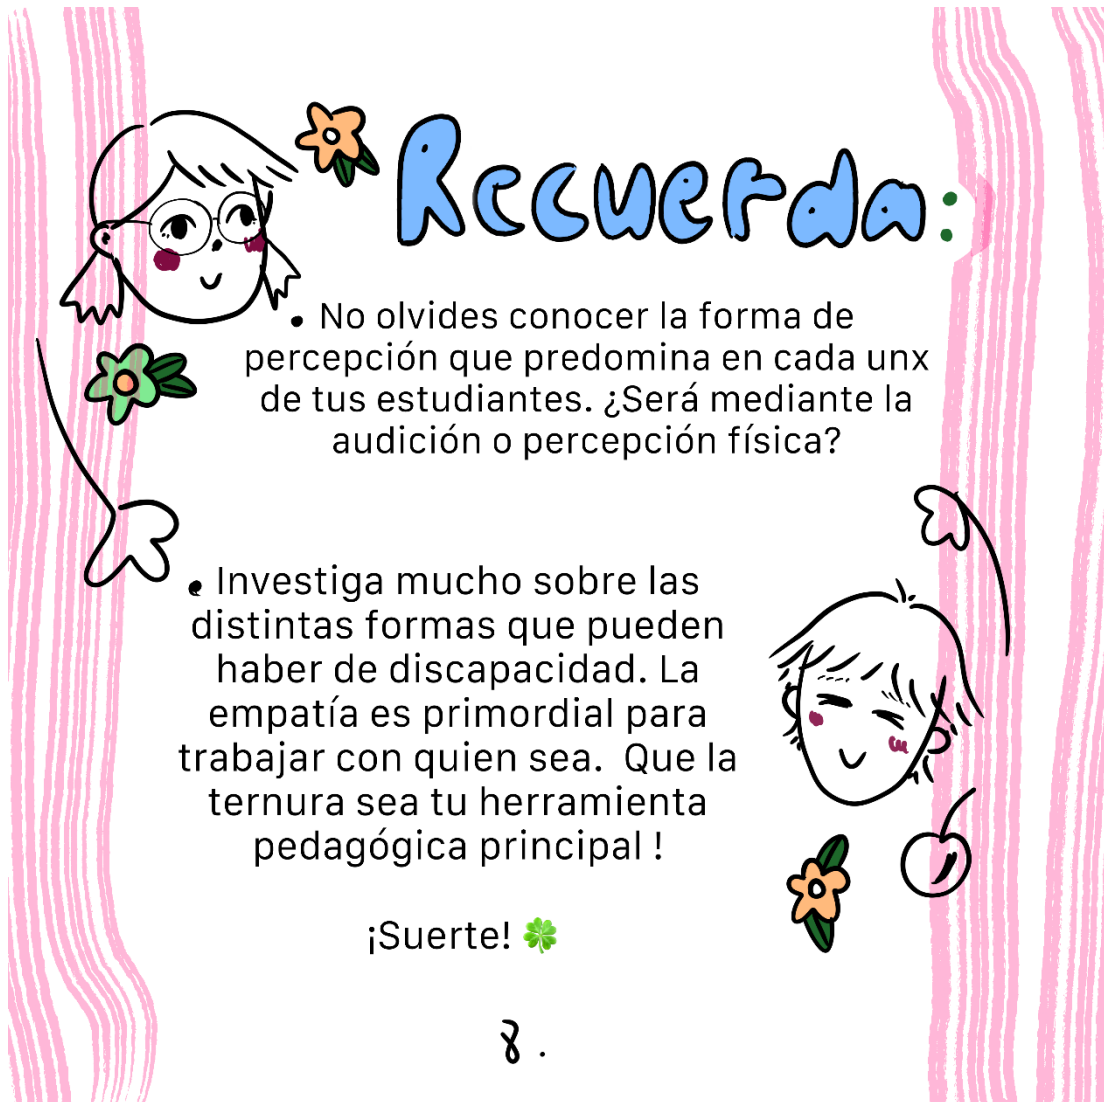 Recuerda:
• No olvides conocer la forma de
percepción que predomina en cada unx
de tus estudiantes. ¿Será mediante la
audición o percepción física?
• Investiga mucho sobre las
distintas formas que pueden
haber de discapacidad. La
empatía es primordial para
trabajar con quien sea.  Que la
ternura sea tu herramienta
pedagógica principal !
¡Suerte! 🍀
8.